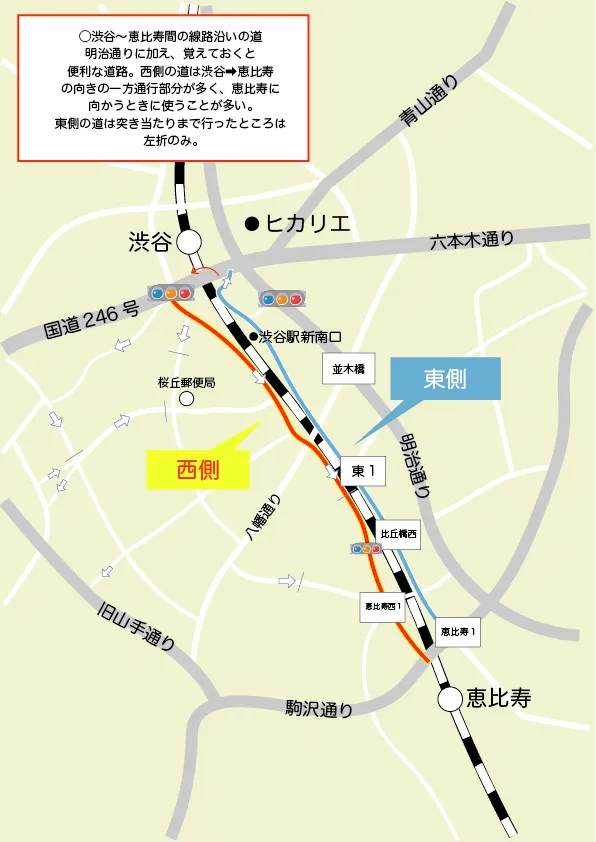 ○渋谷〜恵比寿間の線路沿いの道
明治通りに加え、覚えておくと
便利な道路。西側の道は渋谷➡恵比寿
の向きの一方通行部分が多く、恵比寿に
向かうときに使うことが多い。
東側の道は突き当たりまで行ったところは
左折のみ。
青山通り
ヒカリエ
渋谷
六本木通り
国道246号
渋谷駅新南口
並木橋
桜丘郵便局
東側
西側
明治通り
東1
八幡通り
比丘橋西
恵比寿西1
恵比寿1
旧山手通り
駒沢通り
恵比寿